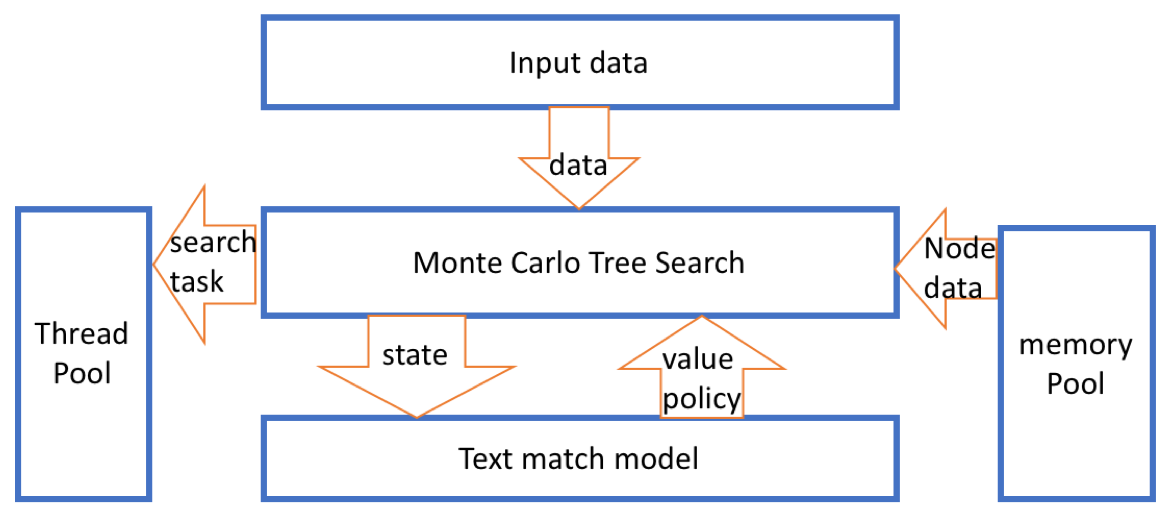 Input data
data
search
task
Monte Carlo Tree Search
Node
data
Thread
Pool
state
value
policy
memory
Pool
Text match model